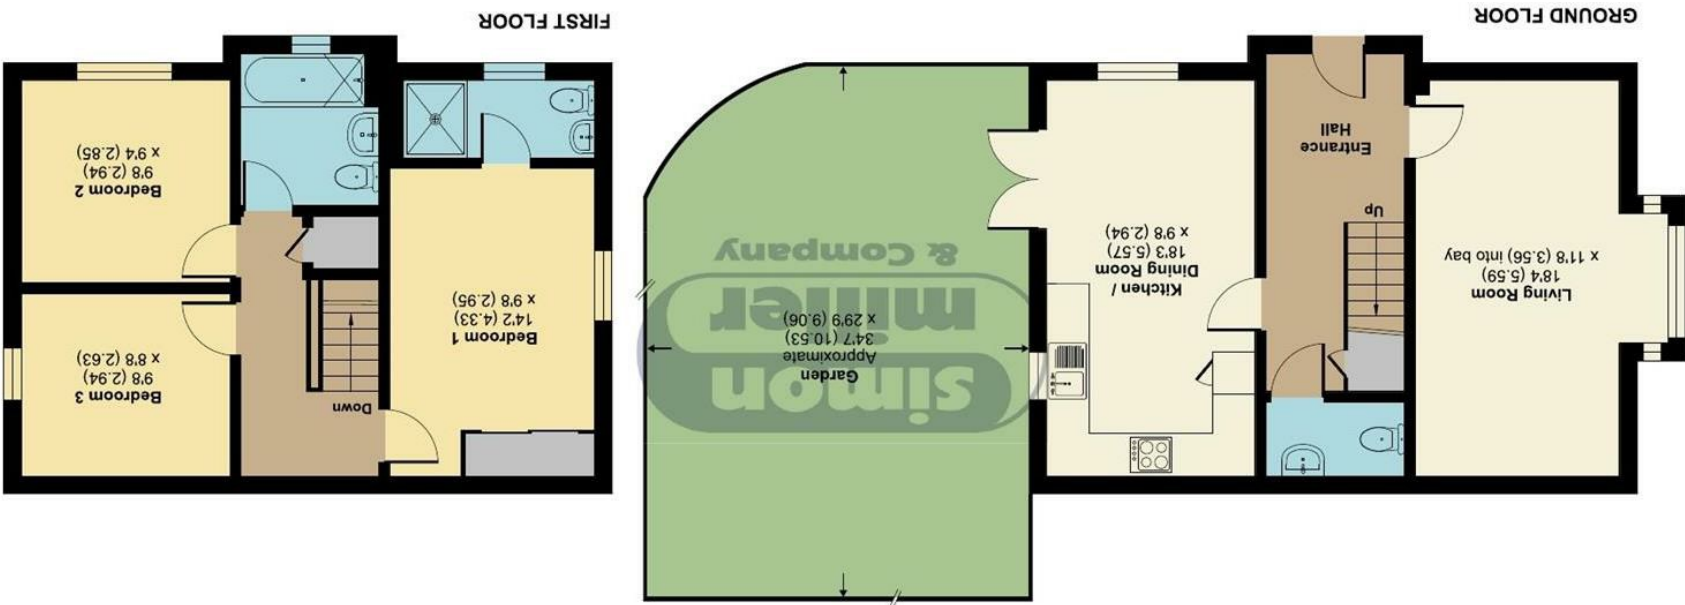 GROUND FLOOR
Living Room
18'4 (5.59)
x 11'8 (3.56) into bay
Up
Entrance
Hall
Kitchen /
Dining Room
18'3 (5.57)
x 9'8 (2.94)
Garden
Approximate
34'7 (10.53)
x 29'9 (9.06)
simon
miller
& Company
FIRST FLOOR
Bedroom 1
14'2 (4.33)
x 9'8 (2.95)
Down
Bedroom 3
9'8 (2.94)
x 8'8 (2.63)
Bedroom 2
9'8 (2.94)
x 9'4 (2.85)